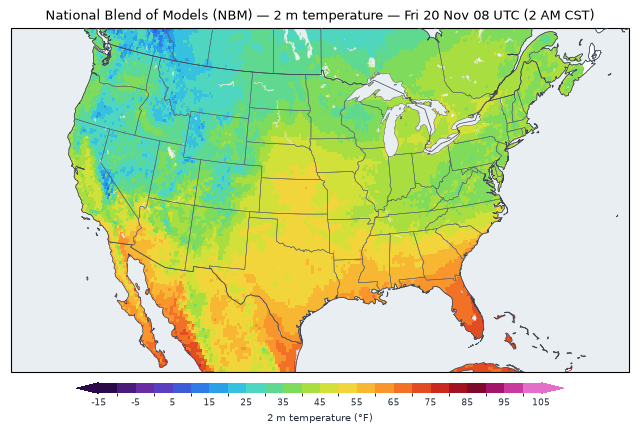 National Blend of Models (NBM) — 2 m temperature — Fri 20 Nov 08 UTC (2 AM CST)
-15 -5 5 15 25 35 45 55 65 75 85 95 105
2 m temperature (°F)